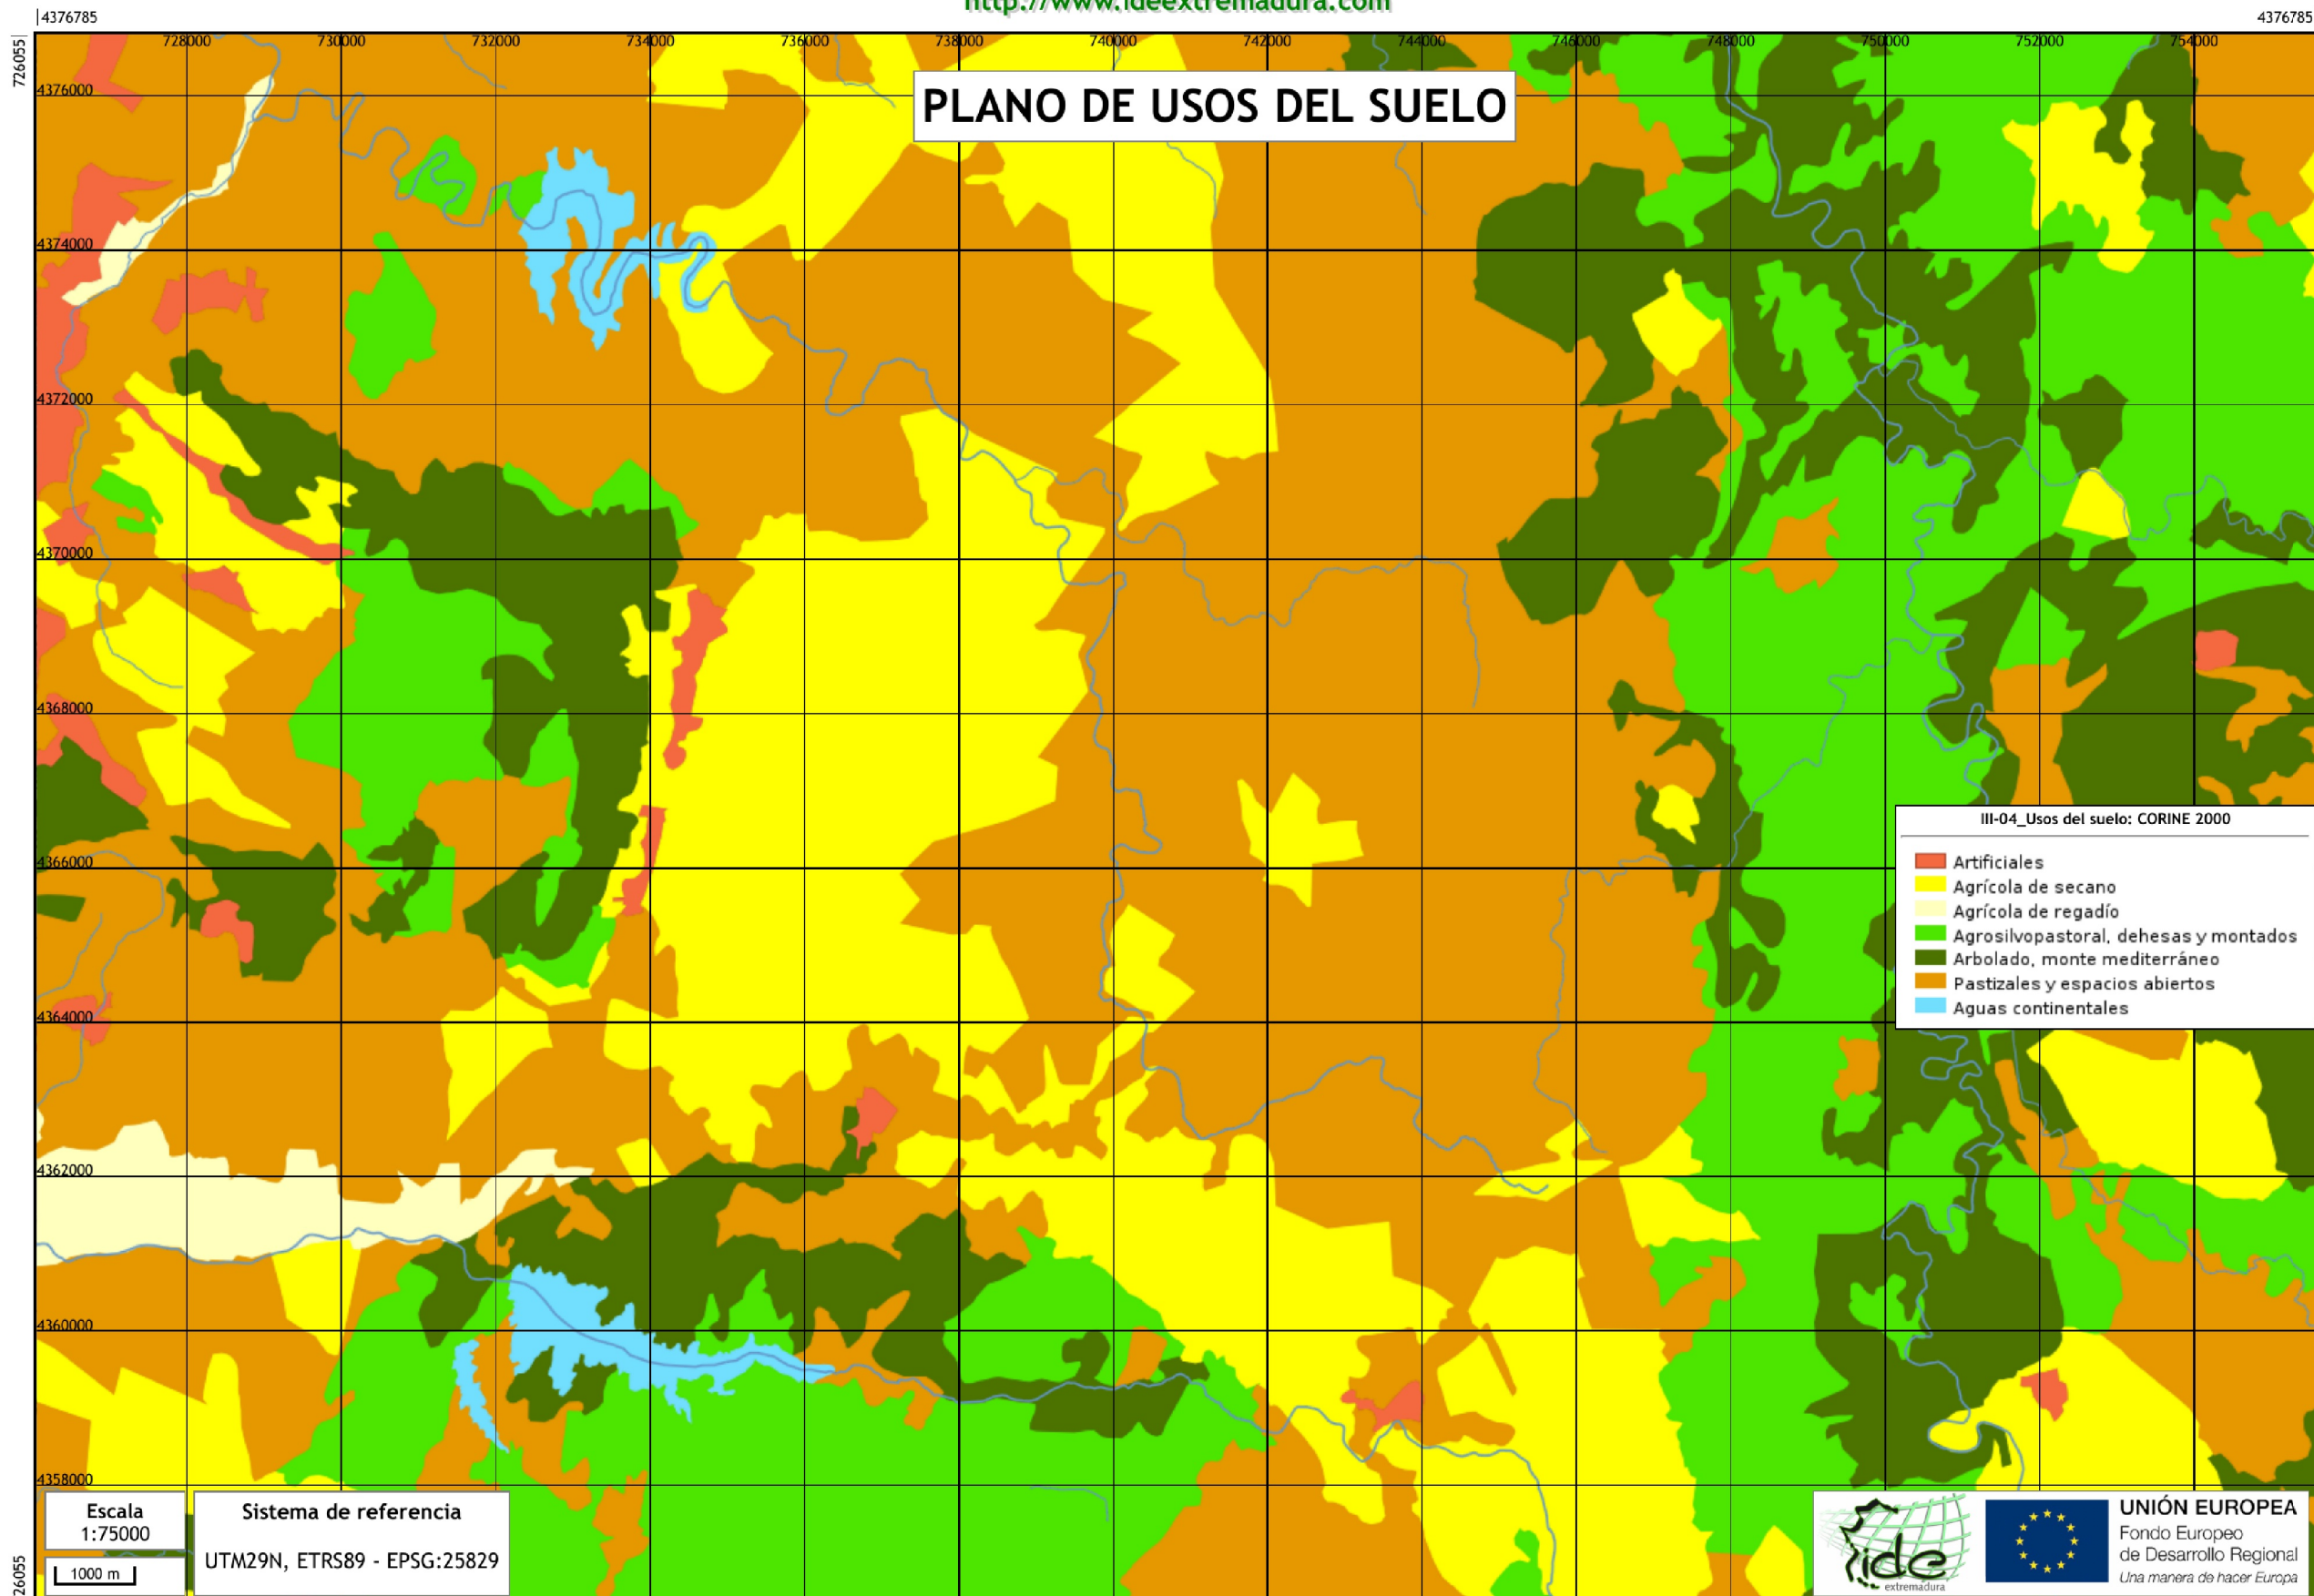 http://www.ideextremadura.com
4376785
4376785
726055
728000 730000 732000 734000 736000 738000 740000 742000 744000 746000 748000 750000 752000 754000
4376000
PLANO DE USOS DEL SUELO
4374000
4372000
4370000
4368000
4366000
4364000
4362000
4360000
4358000
III-04_Usos del suelo: CORINE 2000
Artificiales
Agrícola de secano
Agrícola de regadío
Agrosilvopastoral, dehesas y montados
Arbolado, monte mediterráneo
Pastizales y espacios abiertos
Aguas continentales
Escala
1:75000
1000 m
Sistema de referencia
UTM29N, ETRS89 - EPSG:25829
26055
ide
extremadura
UNIÓN EUROPEA
Fondo Europeo
de Desarrollo Regional
Una manera de hacer Europa